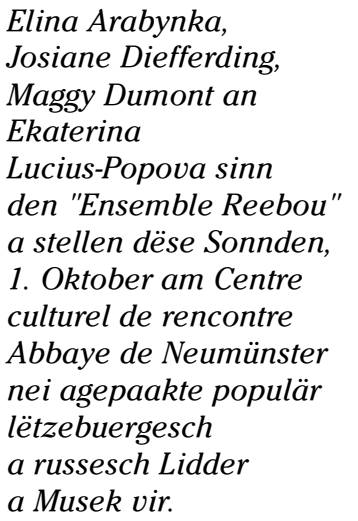 Elina Arabynka,
Josiane Diefferding,
Maggy Dumont an
Ekaterina
Lucius-Popova sinn
den "Ensemble Reebou"
a stellen dëse Sonnden,
1. Oktober am Centre
culturel de rencontre
Abbaye de Neumünster
nei agepaakte populär
lëtzebuergesch
a russesch Lidder
a Musek vir.